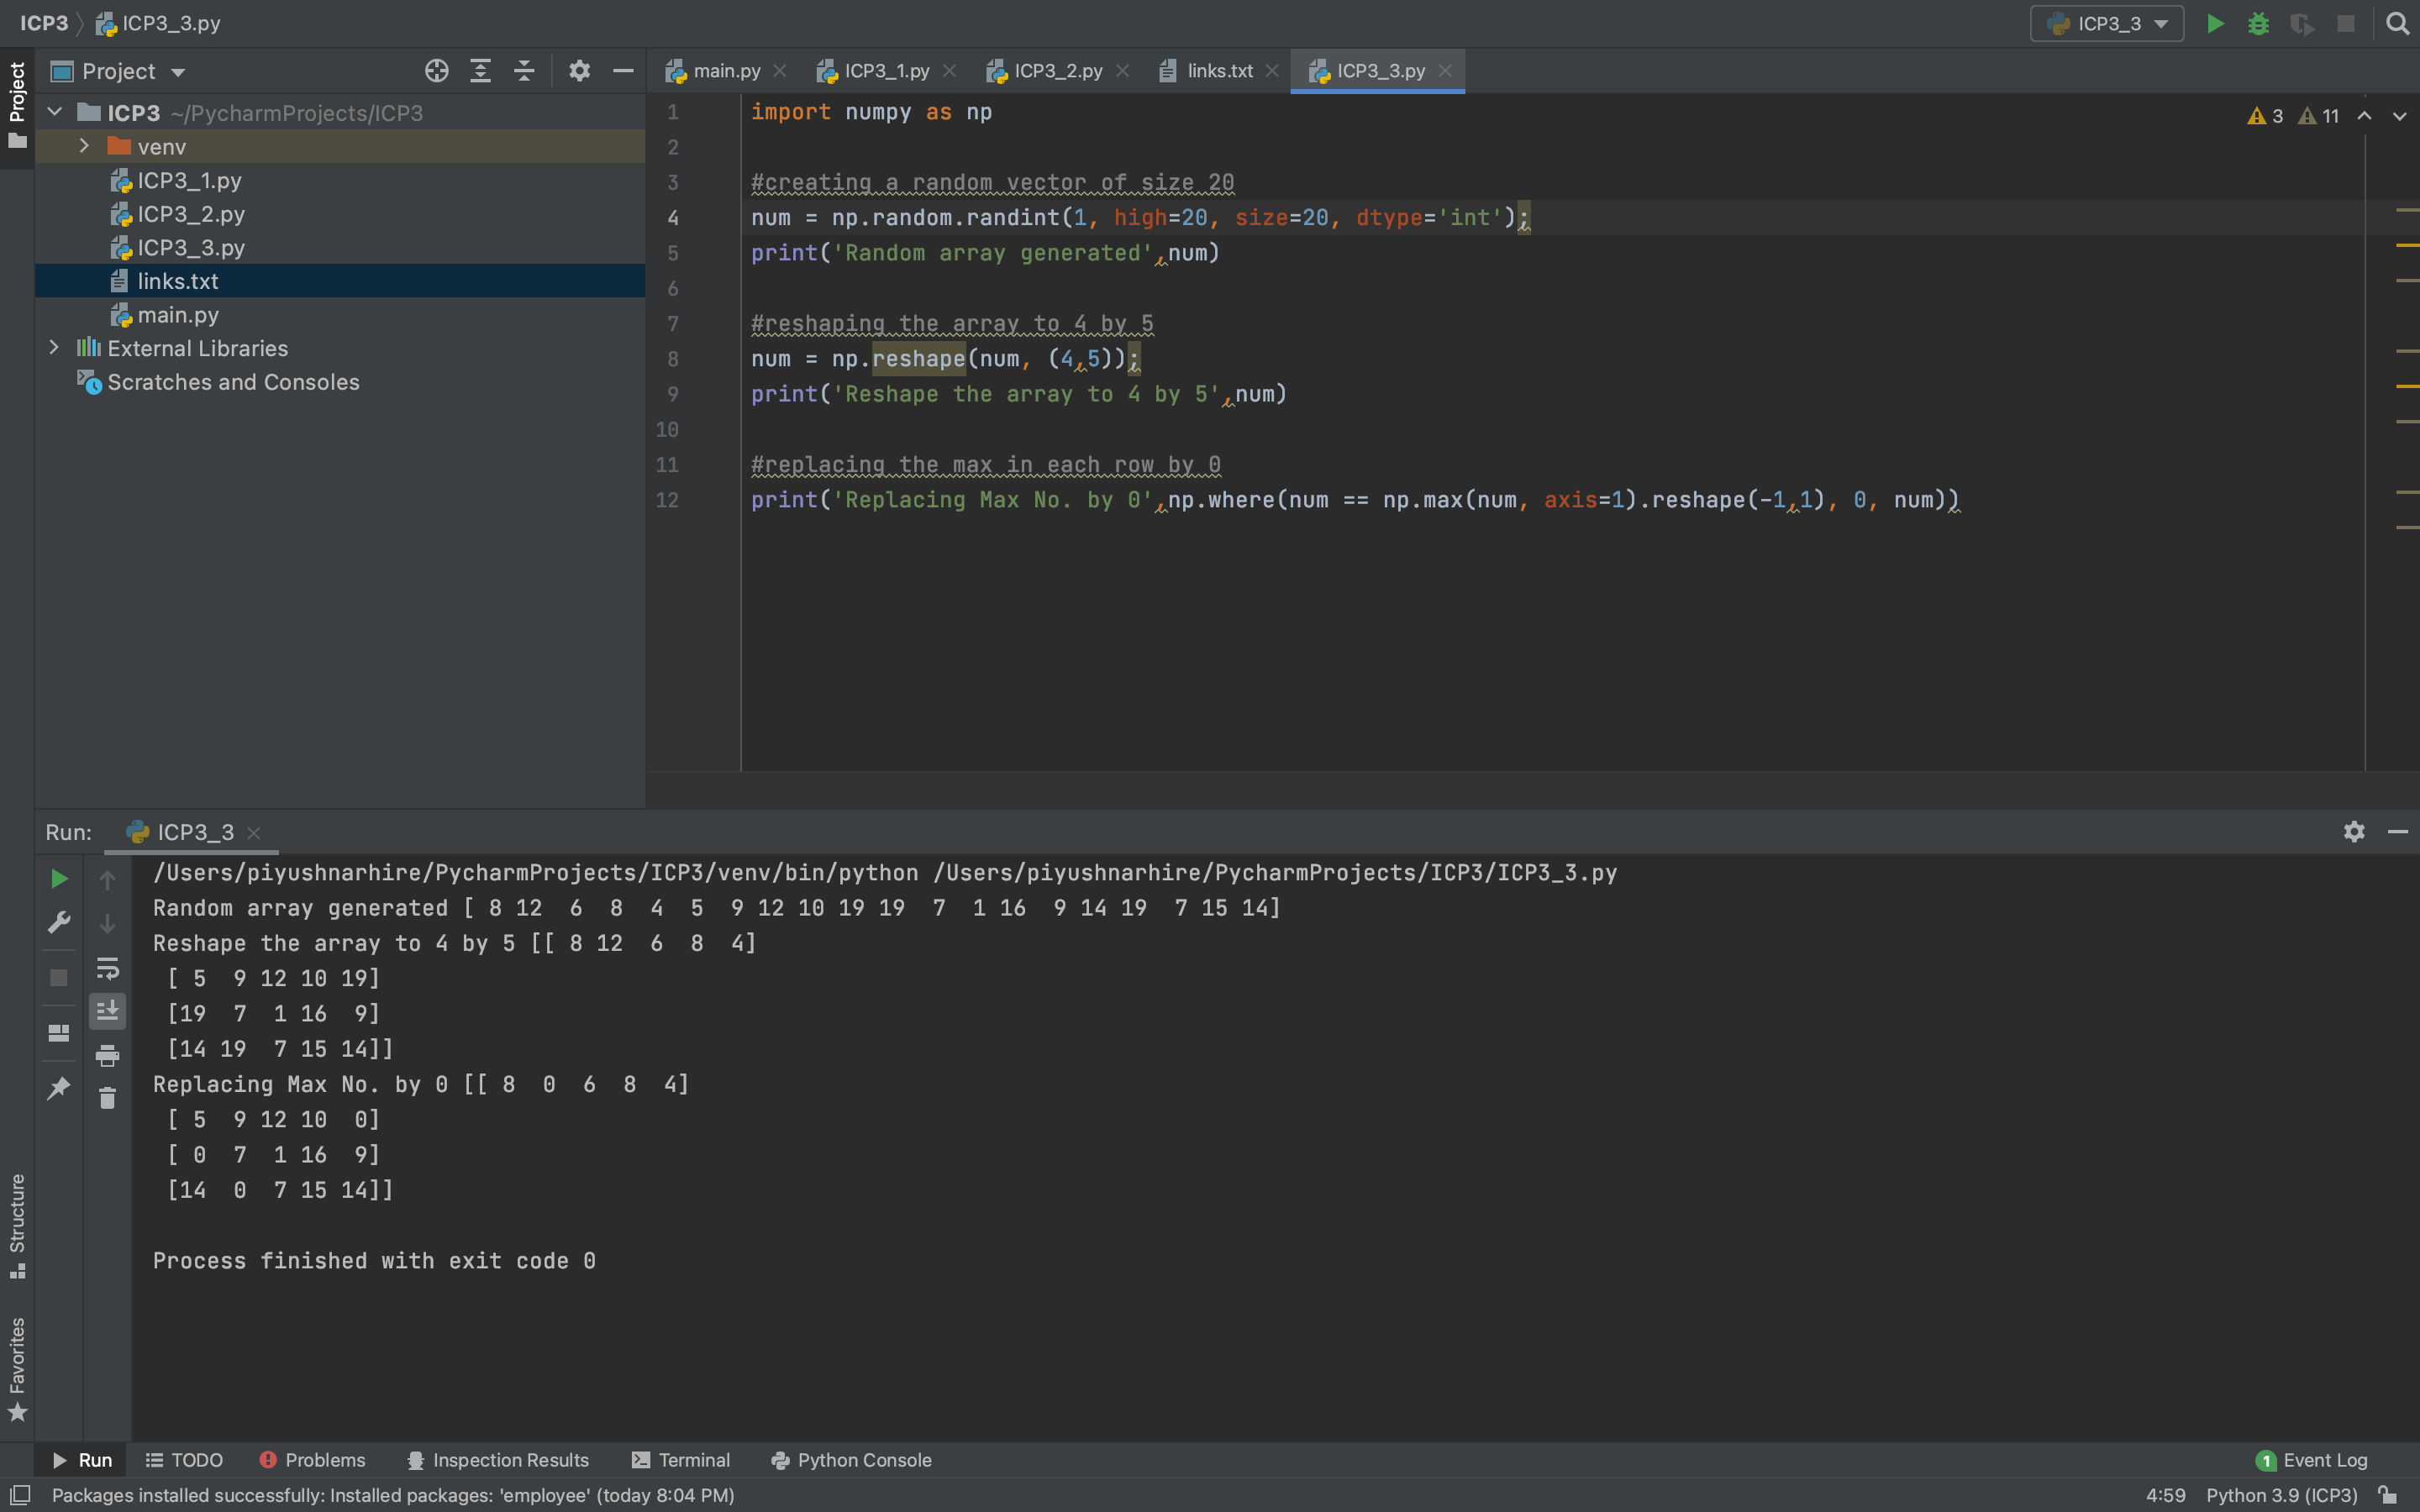 ICP3 ICP3_3.py ICP3_3
Project
Project main.py ICP3_1.py ICP3_2.py links.txt ICP3_3.py
ICP3 ~/PycharmProjects/ICP3
venv
ICP3_1.py
ICP3_2.py
ICP3_3.py
links.txt
main.py
External Libraries
Scratches and Consoles
3 11
1 import numpy as np
2
3 #creating a random vector of size 20
4 num = np.random.randint(1, high=20, size=20, dtype='int');
5 print('Random array generated',num)
6
7 #reshaping the array to 4 by 5
8 num = np.reshape(num, (4,5));
9 print('Reshape the array to 4 by 5',num)
10
11 #replacing the max in each row by 0
12 print('Replacing Max No. by 0',np.where(num == np.max(num, axis=1).reshape(-1,1), 0, num))
Run: ICP3_3
/Users/piyushnarhire/PycharmProjects/ICP3/venv/bin/python /Users/piyushnarhire/PycharmProjects/ICP3/ICP3_3.py
Random array generated [ 8 12  6  8  4  5  9 12 10 19 19  7  1 16  9 14 19  7 15 14]
Reshape the array to 4 by 5 [[ 8 12  6  8  4]
 [ 5  9 12 10 19]
 [19  7  1 16  9]
 [14 19  7 15 14]]
Replacing Max No. by 0 [[ 8  0  6  8  4]
 [ 5  9 12 10  0]
 [ 0  7  1 16  9]
 [14  0  7 15 14]]
Process finished with exit code 0
Structure
Favorites
Run TODO Problems Inspection Results Terminal Python Console 1 Event Log
Packages installed successfully: Installed packages: 'employee' (today 8:04 PM) 4:59 Python 3.9 (ICP3)